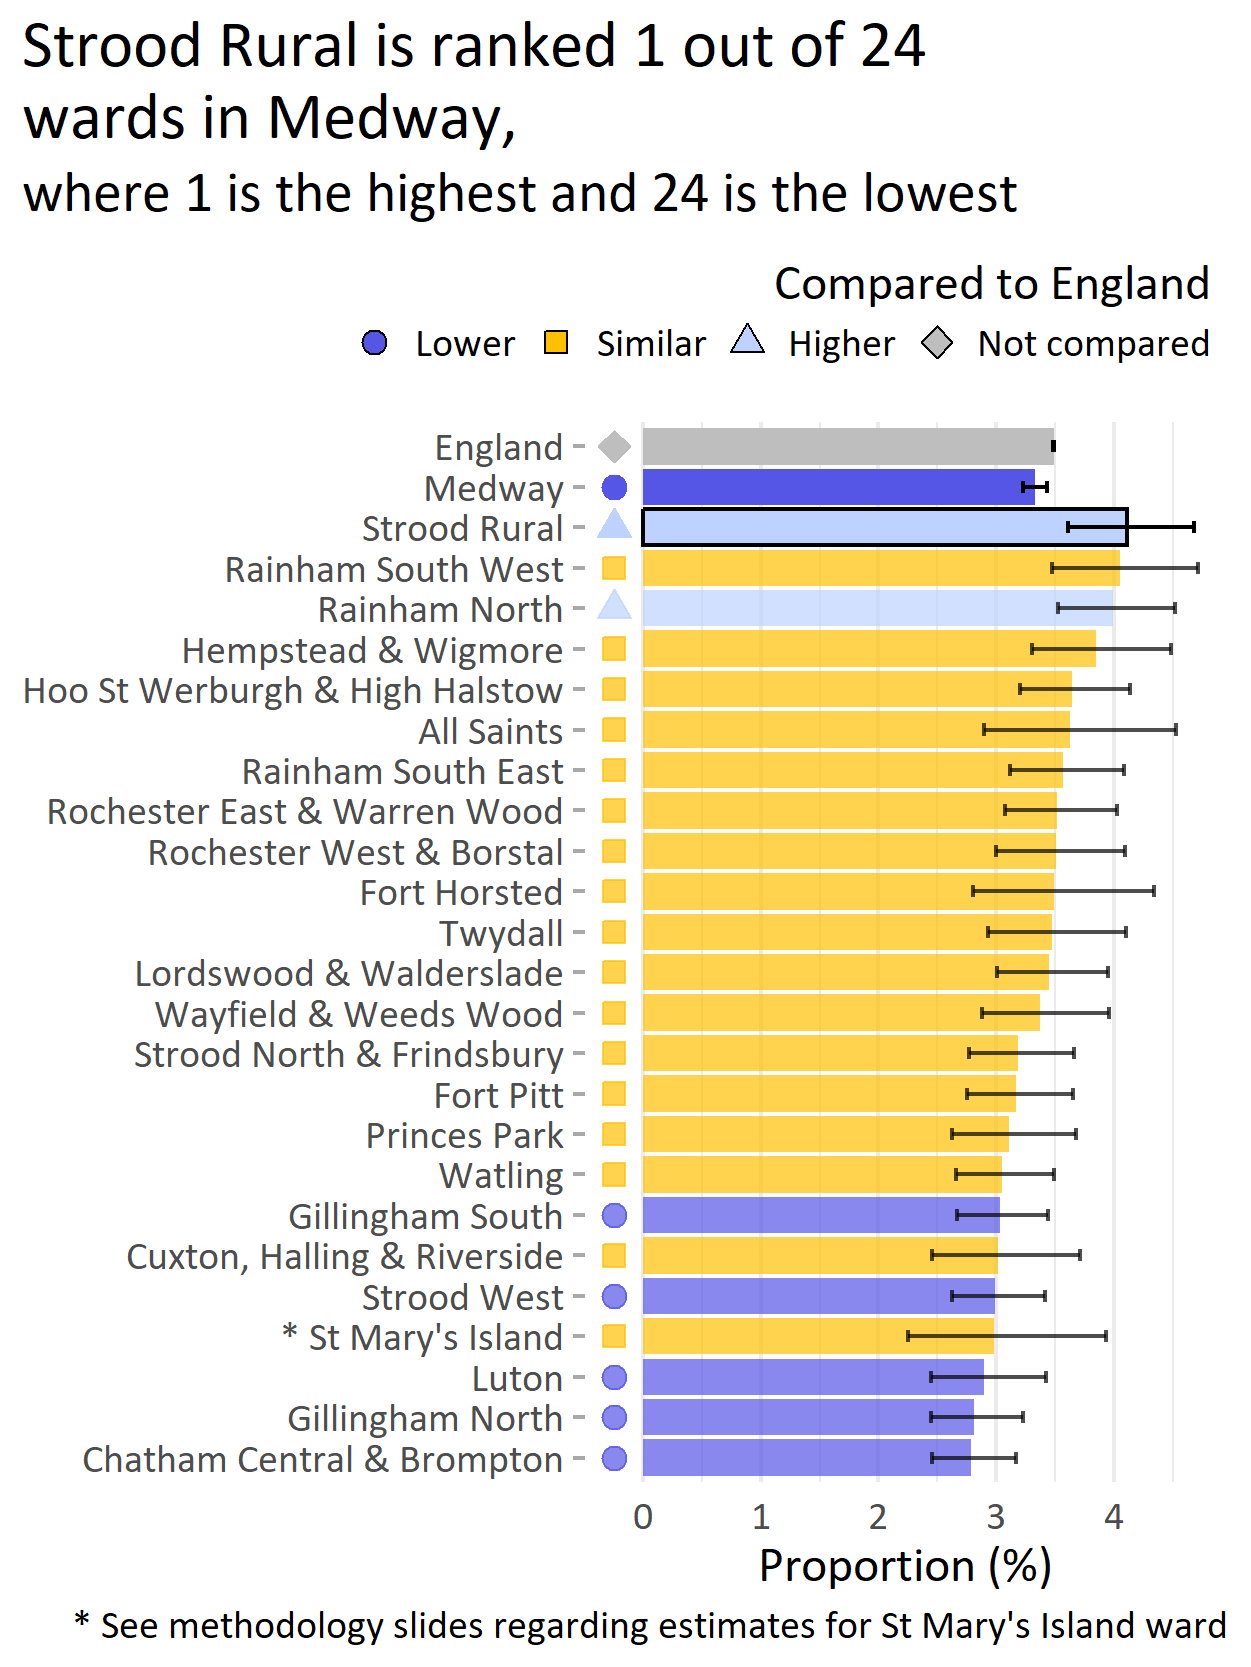 Strood Rural is ranked 1 out of 24
wards in Medway,
where 1 is the highest and 24 is the lowest
Compared to England
Lower Similar Higher Not compared
England
Medway
Strood Rural
Rainham South West
Rainham North
Hempstead & Wigmore
Hoo St Werburgh & High Halstow
All Saints
Rainham South East
Rochester East & Warren Wood
Rochester West & Borstal
Fort Horsted
Twydall
Lordswood & Walderslade
Wayfield & Weeds Wood
Strood North & Frindsbury
Fort Pitt
Princes Park
Watling
Gillingham South
Cuxton, Halling & Riverside
Strood West
* St Mary's Island
Luton
Gillingham North
Chatham Central & Brompton
0 1 2 3 4
Proportion (%)
* See methodology slides regarding estimates for St Mary's Island ward